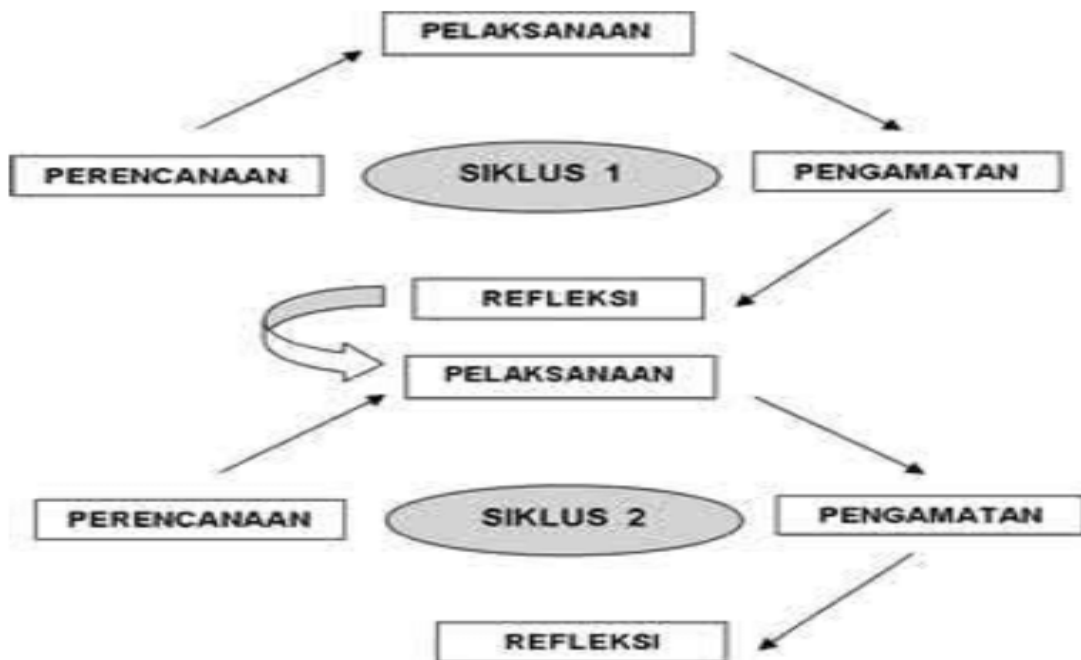 PELAKSANAAN
PERENCANAAN
SIKLUS 1
PENGAMATAN
REFLEKSI
PELAKSANAAN
PERENCANAAN
SIKLUS 2
PENGAMATAN
REFLEKSI